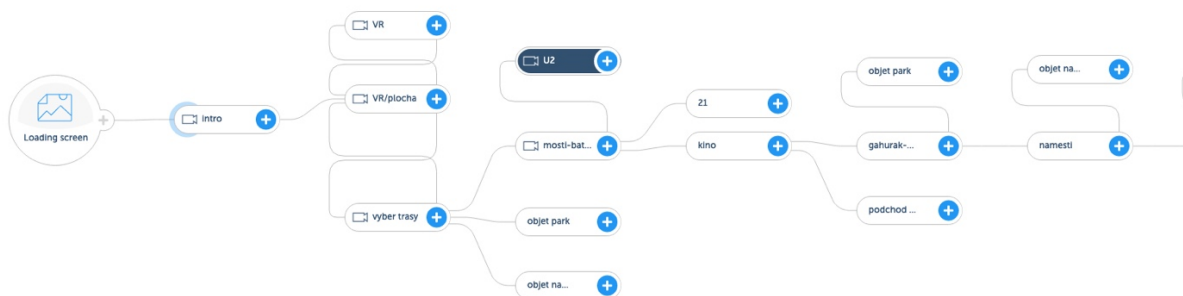 Loading screen
intro
VR
VR/plocha
vyber trasy
U2
mosti-bat...
objet park
objet na...
21
kino
objet park
gahurak-...
podchod ...
objet na...
namesti